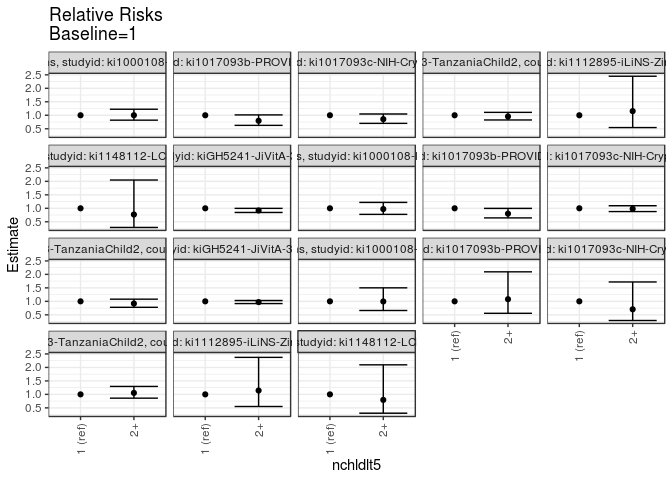 Relative Risks
Baseline=1
s, studyid: ki1000108-
d: ki1017093b-PROVI
d: ki1017093c-NIH-Cry
3-TanzaniaChild2, cou
d: ki1112895-iLiNS-Zi
2.5
2.0
1.5
1.0
0.5
studyid: ki1148112-LC
yid: kiGH5241-JiVitA-
s, studyid: ki1000108-
d: ki1017093b-PROVID
: ki1017093c-NIH-Cryp
2.5
2.0
1.5
1.0
0.5
-TanzaniaChild2, cou
yid: kiGH5241-JiVitA-3
s, studyid: ki1000108-
d: ki1017093b-PROVI
d: ki1017093c-NIH-Cry
2.5
2.0
1.5
1.0
0.5
3-TanzaniaChild2, cou
d: ki1112895-iLiNS-Zi
studyid: ki1148112-LC
2.5
2.0
1.5
1.0
0.5
1 (ref)
2+
1 (ref)
2+
1 (ref)
2+
1 (ref)
2+
1 (ref)
2+
Estimate
nchldlt5